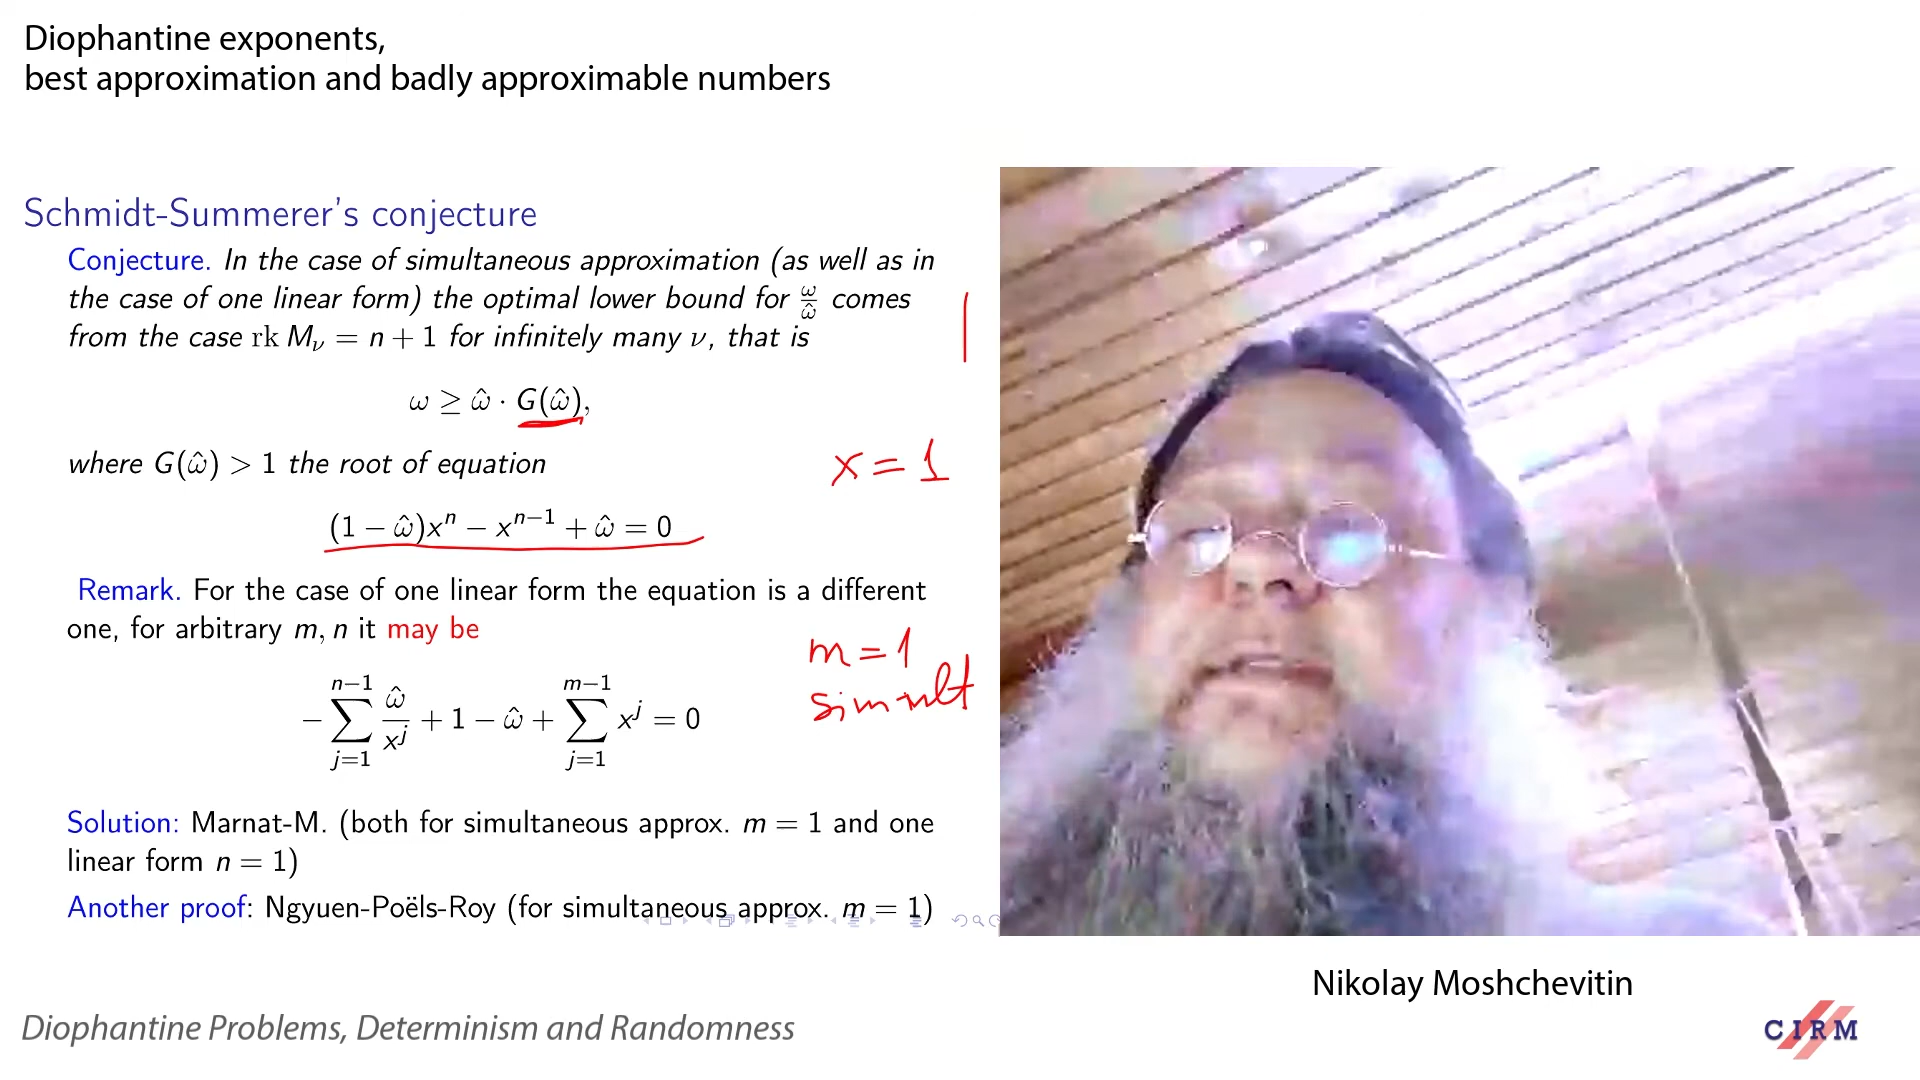 Diophantine exponents,
best approximation and badly approximable numbers
Schmidt-Summerer's conjecture
Conjecture. In the case of simultaneous approximation (as well as in
the case of one linear form) the optimal lower bound for ω/ω̂ comes
from the case rk M_ν = n + 1 for infinitely many ν, that is
ω ≥ ω̂ · G(ω̂),
where G(ω̂) > 1 the root of equation
x = 1
(1 − ω̂)xⁿ − xⁿ⁻¹ + ω̂ = 0
Remark. For the case of one linear form the equation is a different
one, for arbitrary m, n it may be
m = 1
simult
− ∑_{j=1}^{n−1} ω̂/x^j + 1 − ω̂ + ∑_{j=1}^{m−1} x^j = 0
Solution: Marnat-M. (both for simultaneous approx. m = 1 and one
linear form n = 1)
Another proof: Ngyuen-Poëls-Roy (for simultaneous approx. m = 1)
Nikolay Moshchevitin
Diophantine Problems, Determinism and Randomness
CIRM